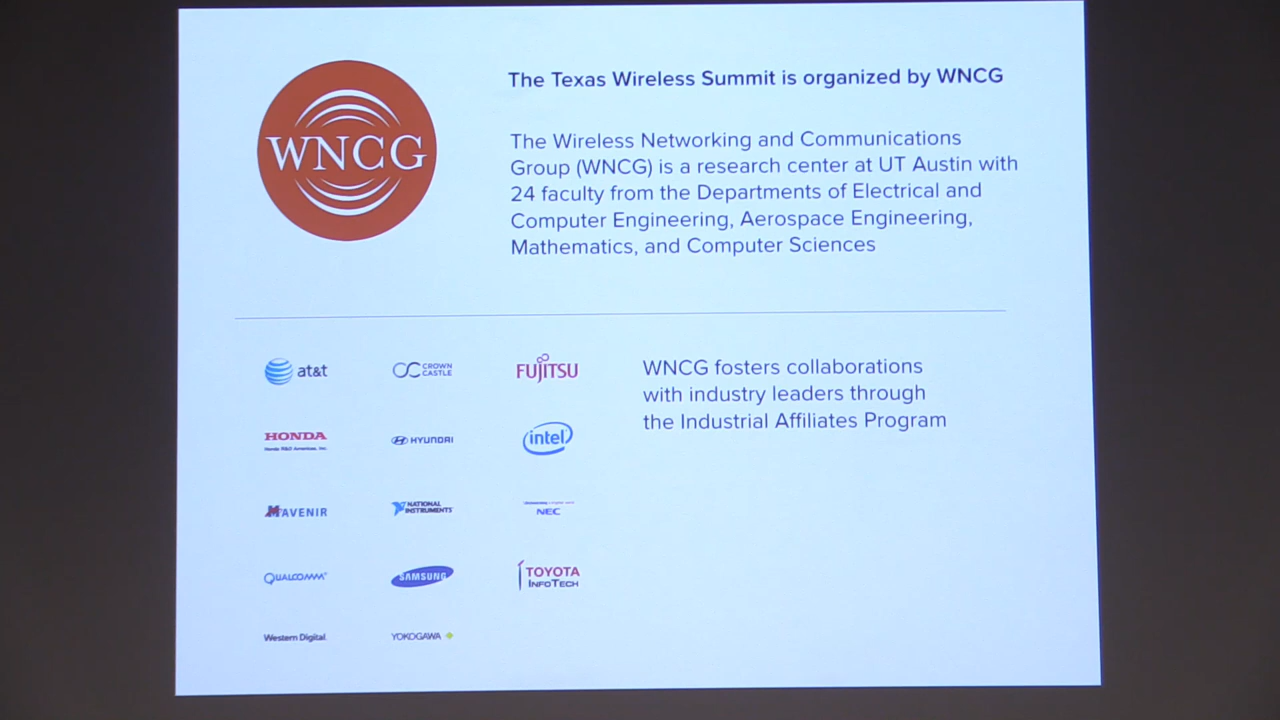 WNCG
The Texas Wireless Summit is organized by WNCG
The Wireless Networking and Communications
Group (WNCG) is a research center at UT Austin with
24 faculty from the Departments of Electrical and
Computer Engineering, Aerospace Engineering,
Mathematics, and Computer Sciences
at&t
CROWN
CASTLE
FUJITSU
WNCG fosters collaborations
with industry leaders through
the Industrial Affiliates Program
HONDA
Honda R&D Americas, Inc.
HYUNDAI
intel
MAVENIR
NATIONAL
INSTRUMENTS
NEC
QUALCOMM
SAMSUNG
TOYOTA
INFOTECH
Western Digital.
YOKOGAWA